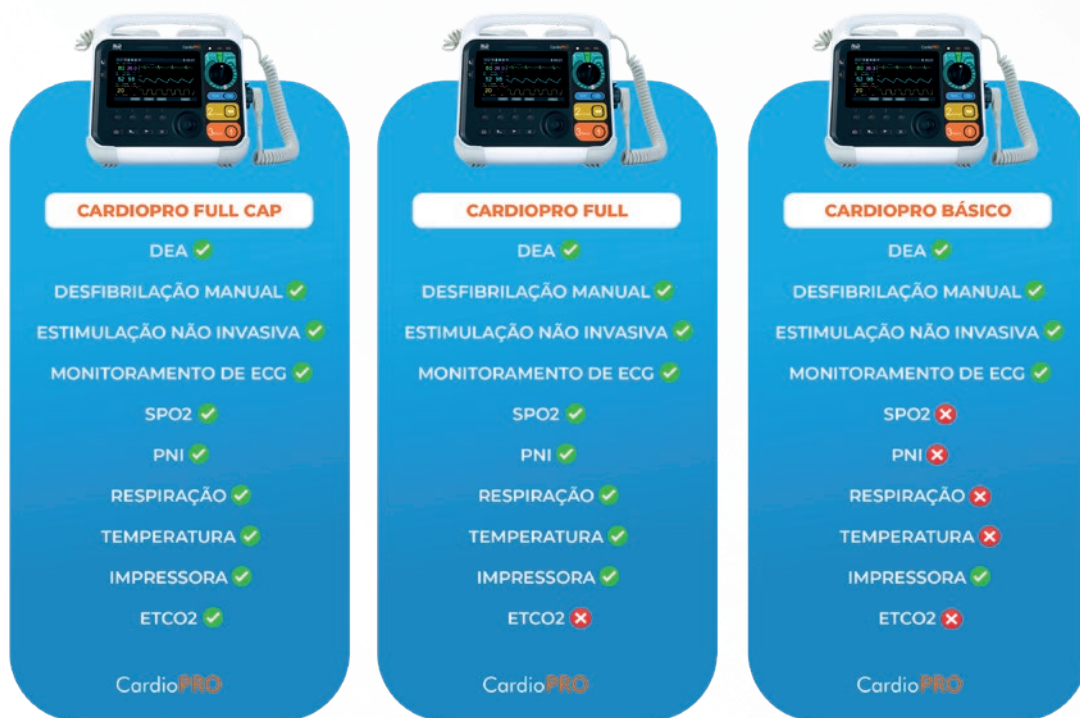 CARDIOPRO FULL CAP
DEA
DESFIBRILAÇÃO MANUAL
ESTIMULAÇÃO NÃO INVASIVA
MONITORAMENTO DE ECG
SPO2
PNI
RESPIRAÇÃO
TEMPERATURA
IMPRESSORA
ETCO2
CardioPRO
CARDIOPRO FULL
DEA
DESFIBRILAÇÃO MANUAL
ESTIMULAÇÃO NÃO INVASIVA
MONITORAMENTO DE ECG
SPO2
PNI
RESPIRAÇÃO
TEMPERATURA
IMPRESSORA
ETCO2
CardioPRO
CARDIOPRO BÁSICO
DEA
DESFIBRILAÇÃO MANUAL
ESTIMULAÇÃO NÃO INVASIVA
MONITORAMENTO DE ECG
SPO2
PNI
RESPIRAÇÃO
TEMPERATURA
IMPRESSORA
ETCO2
CardioPRO